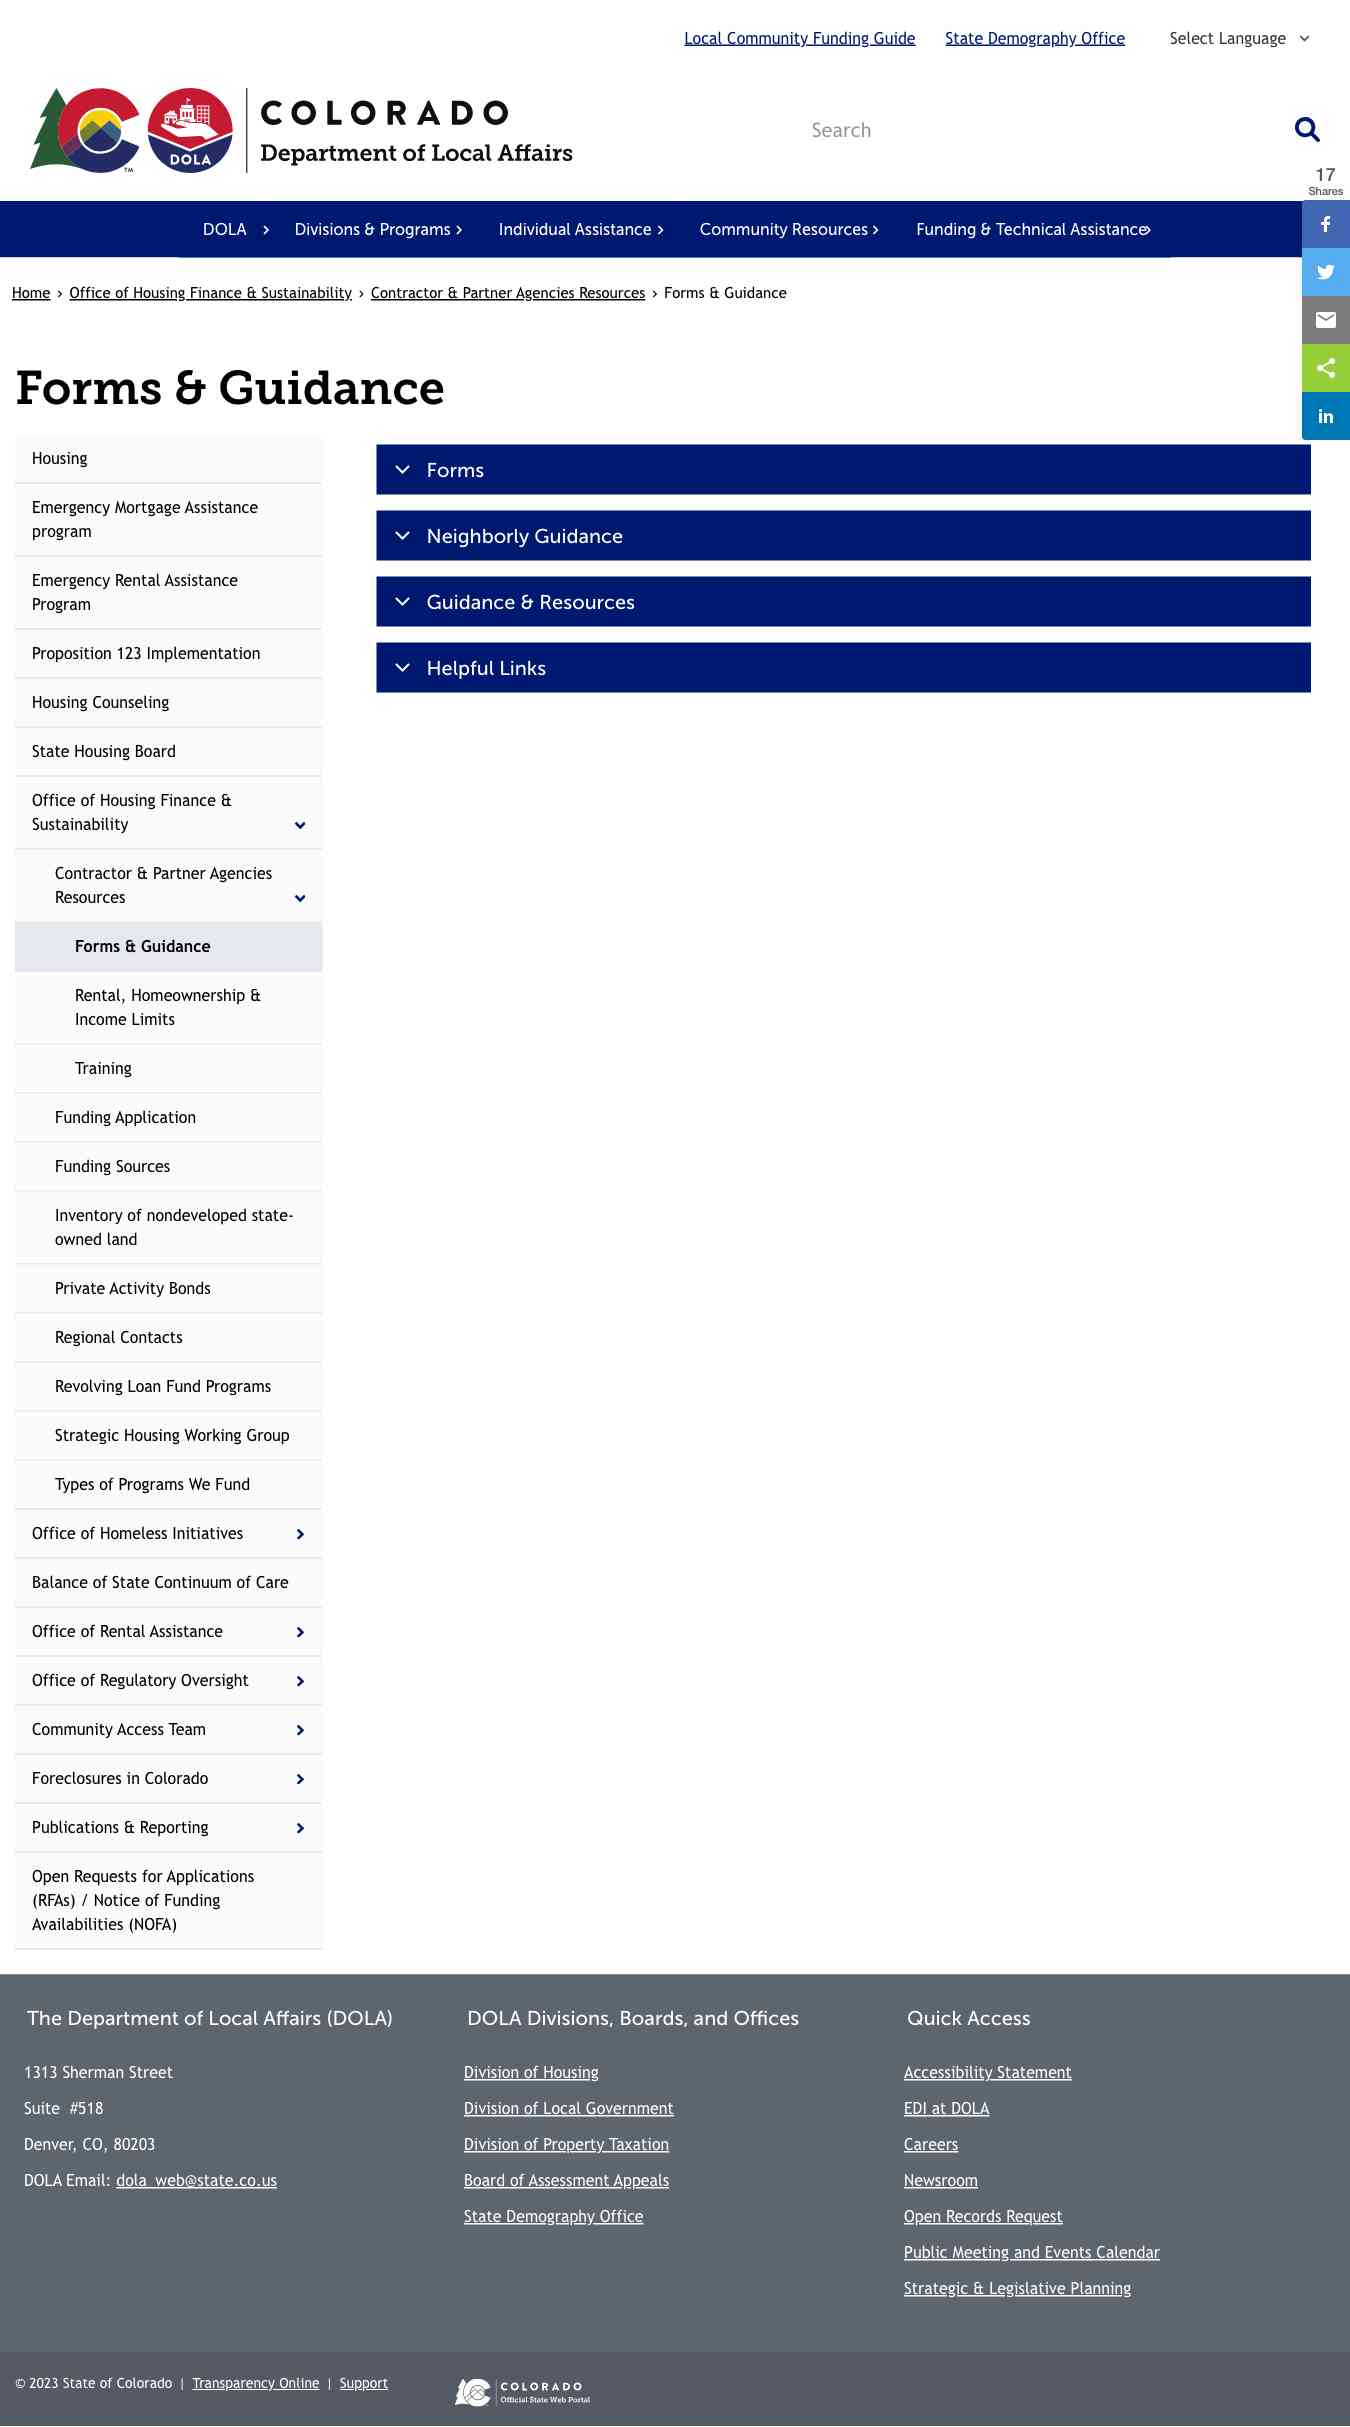 Local Community Funding Guide State Demography Office Select Language
COLORADO
Department of Local Affairs
DOLA
TM
Search
17
Shares
DOLA Divisions & Programs Individual Assistance Community Resources Funding & Technical Assistance
Home › Office of Housing Finance & Sustainability › Contractor & Partner Agencies Resources › Forms & Guidance
Forms & Guidance
Housing
Emergency Mortgage Assistance
program
Emergency Rental Assistance
Program
Proposition 123 Implementation
Housing Counseling
State Housing Board
Office of Housing Finance &
Sustainability
Contractor & Partner Agencies
Resources
Forms & Guidance
Rental, Homeownership &
Income Limits
Training
Funding Application
Funding Sources
Inventory of nondeveloped state-
owned land
Private Activity Bonds
Regional Contacts
Revolving Loan Fund Programs
Strategic Housing Working Group
Types of Programs We Fund
Office of Homeless Initiatives
Balance of State Continuum of Care
Office of Rental Assistance
Office of Regulatory Oversight
Community Access Team
Foreclosures in Colorado
Publications & Reporting
Open Requests for Applications
(RFAs) / Notice of Funding
Availabilities (NOFA)
Forms
Neighborly Guidance
Guidance & Resources
Helpful Links
The Department of Local Affairs (DOLA)
1313 Sherman Street
Suite #518
Denver, CO, 80203
DOLA Email: dola_web@state.co.us
DOLA Divisions, Boards, and Offices
Division of Housing
Division of Local Government
Division of Property Taxation
Board of Assessment Appeals
State Demography Office
Quick Access
Accessibility Statement
EDI at DOLA
Careers
Newsroom
Open Records Request
Public Meeting and Events Calendar
Strategic & Legislative Planning
© 2023 State of Colorado | Transparency Online | Support
COLORADO
Official State Web Portal